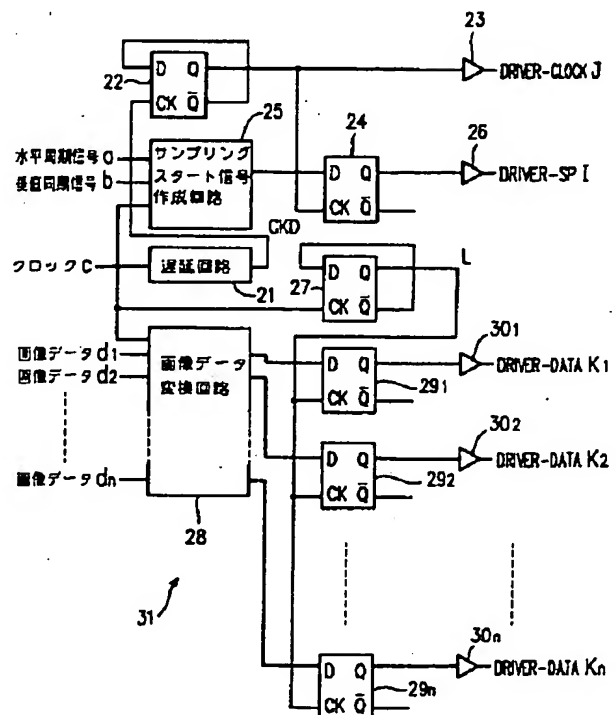 23
D Q
22
CK Q̅
DRIVER-CLOCK J
25
24
26
水平同期信号 a
垂直同期信号 b
サンプリング
スタート信号
作成回路
D Q
CK Q̅
DRIVER-SP I
CKD
クロック C
遅延回路
21
D Q
27
CK Q̅
L
画像データ d1
画像データ d2
画像データ dn
画像データ
変換回路
28
D Q
CK Q̅
291
301
DRIVER-DATA K1
D Q
CK Q̅
292
302
DRIVER-DATA K2
31
D Q
CK Q̅
29n
30n
DRIVER-DATA Kn